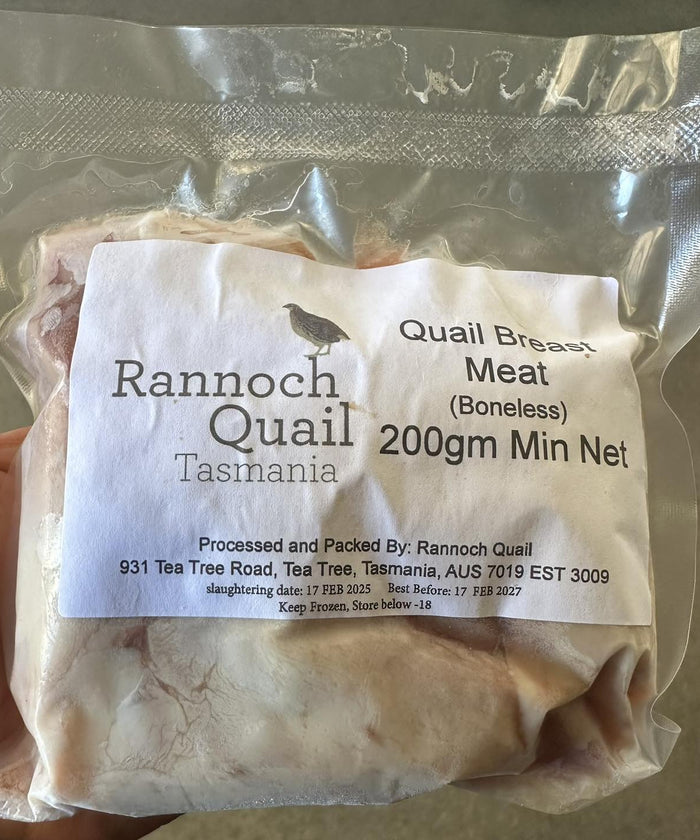 Rannoch
Quail
Tasmania
Quail Breast
Meat
(Boneless)
200gm Min Net
Processed and Packed By: Rannoch Quail
931 Tea Tree Road, Tea Tree, Tasmania, AUS 7019 EST 3009
slaughtering date: 17 FEB 2025 Best Before: 17 FEB 2027
Keep Frozen, Store below -18